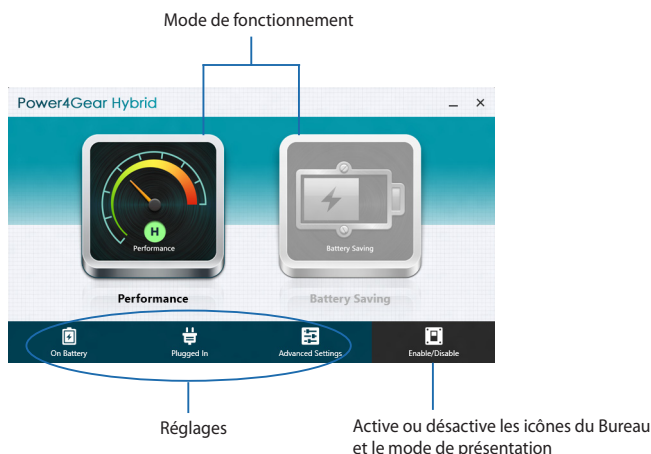 Mode de fonctionnement
Power4Gear Hybrid
H
Performance
Battery Saving
Performance
Battery Saving
On Battery
Plugged In
Advanced Settings
Enable/Disable
Réglages
Active ou désactive les icônes du Bureau
et le mode de présentation